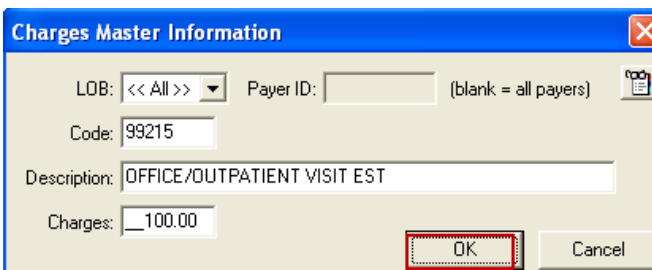 Charges Master Information
LOB: << All >> Payer ID: (blank = all payers)
Code: 99215
Description: OFFICE/OUTPATIENT VISIT EST
Charges: __100.00
OK Cancel